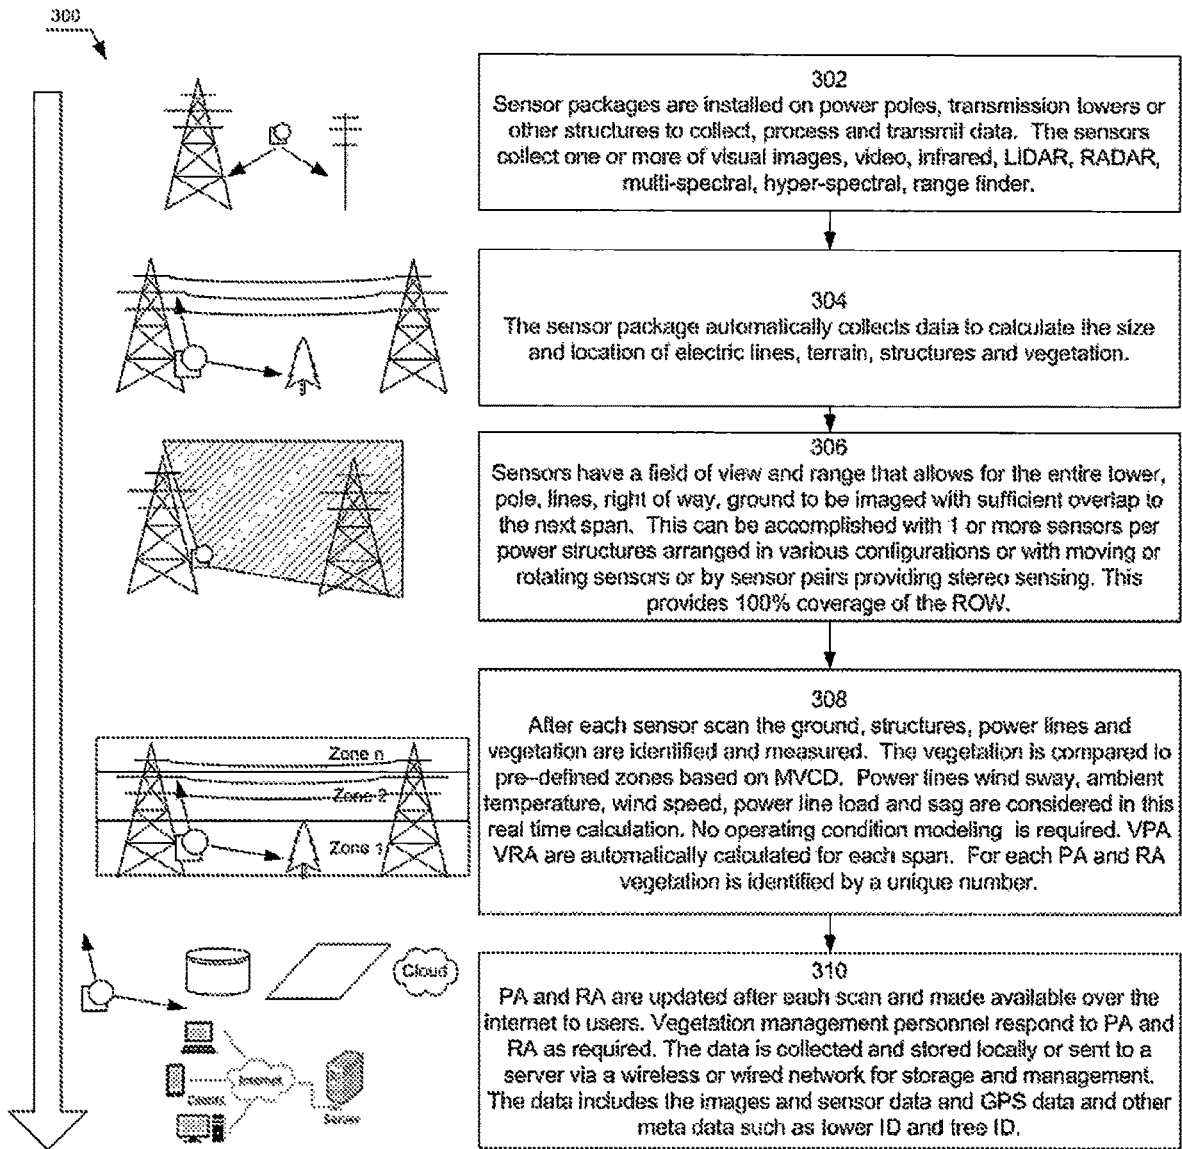 300
302
Sensor packages are installed on power poles, transmission towers or
other structures to collect, process and transmit data. The sensors
collect one or more of visual images, video, infrared, LIDAR, RADAR,
multi-spectral, hyper-spectral, range finder.
304
The sensor package automatically collects data to calculate the size
and location of electric lines, terrain, structures and vegetation.
306
Sensors have a field of view and range that allows for the entire tower,
pole, lines, right of way, ground to be imaged with sufficient overlap to
the next span. This can be accomplished with 1 or more sensors per
power structures arranged in various configurations or with moving or
rotating sensors or by sensor pairs providing stereo sensing. This
provides 100% coverage of the ROW.
Zone n
Zone 2
Zone 1
308
After each sensor scan the ground, structures, power lines and
vegetation are identified and measured. The vegetation is compared to
pre-defined zones based on MVCD. Power lines wind sway, ambient
temperature, wind speed, power line load and sag are considered in this
real time calculation. No operating condition modeling is required. VPA
VRA are automatically calculated for each span. For each PA and RA
vegetation is identified by a unique number.
Cloud
Internet
Clients
Server
310
PA and RA are updated after each scan and made available over the
internet to users. Vegetation management personnel respond to PA and
RA as required. The data is collected and stored locally or sent to a
server via a wireless or wired network for storage and management.
The data includes the images and sensor data and GPS data and other
meta data such as tower ID and tree ID.